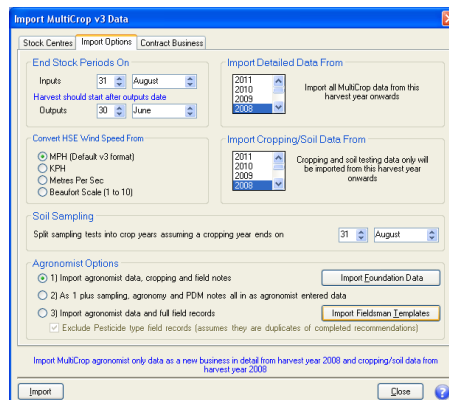 Import MultiCrop v3 Data
Stock Centres Import Options Contract Business
End Stock Periods On
Inputs 31 August
Harvest should start after outputs date
Outputs 30 June
Import Detailed Data From
2011
2010
2009
2008
Import all MultiCrop data from this
harvest year onwards
Convert HSE Wind Speed From
MPH (Default v3 format)
KPH
Metres Per Sec
Beaufort Scale (1 to 10)
Import Cropping/Soil Data From
2011
2010
2009
2008
Cropping and soil testing data only will
be imported from this harvest year
onwards
Soil Sampling
Split sampling tests into crop years assuming a cropping year ends on 31 August
Agronomist Options
1) Import agronomist data, cropping and field notes
Import Foundation Data
2) As 1 plus sampling, agronomy and PDM notes all in as agronomist entered data
3) Import agronomist data and full field records
Import Fieldsman Templates
Exclude Pesticide type field records (assumes they are duplicates of completed recommendations)
Import MultiCrop agronomist only data as a new business in detail from harvest year 2008 and cropping/soil data from
harvest year 2008
Import Close ?